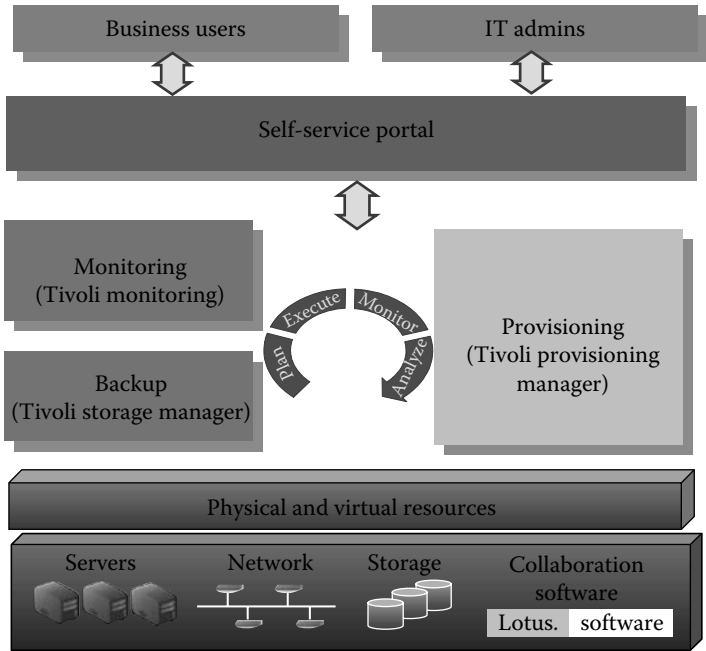 Business users
IT admins
Self-service portal
Monitoring
(Tivoli monitoring)
Backup
(Tivoli storage manager)
Plan
Execute
Monitor
Analyze
Provisioning
(Tivoli provisioning
manager)
Physical and virtual resources
Servers
Network
Storage
Collaboration
software
Lotus. software